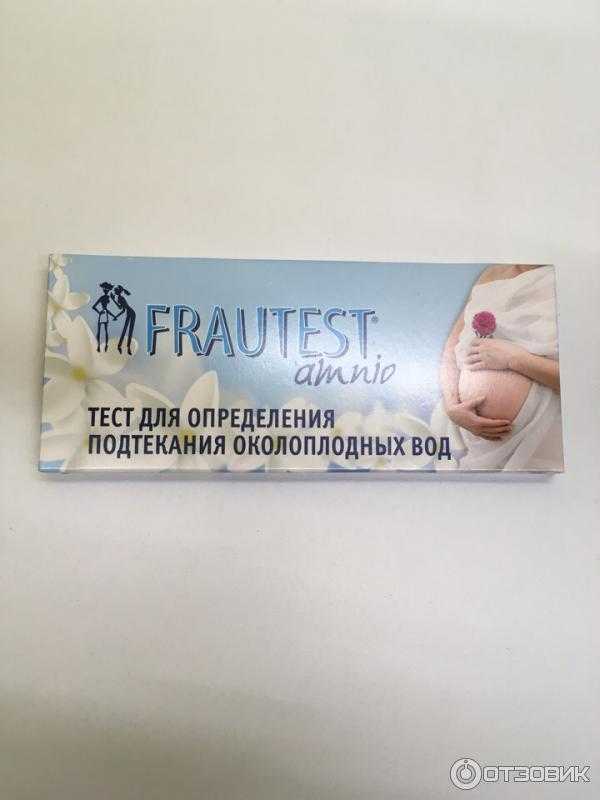 FRAUTEST®
amnio
ТЕСТ ДЛЯ ОПРЕДЕЛЕНИЯ
ПОДТЕКАНИЯ ОКОЛОПЛОДНЫХ ВОД
ОТЗОВИК